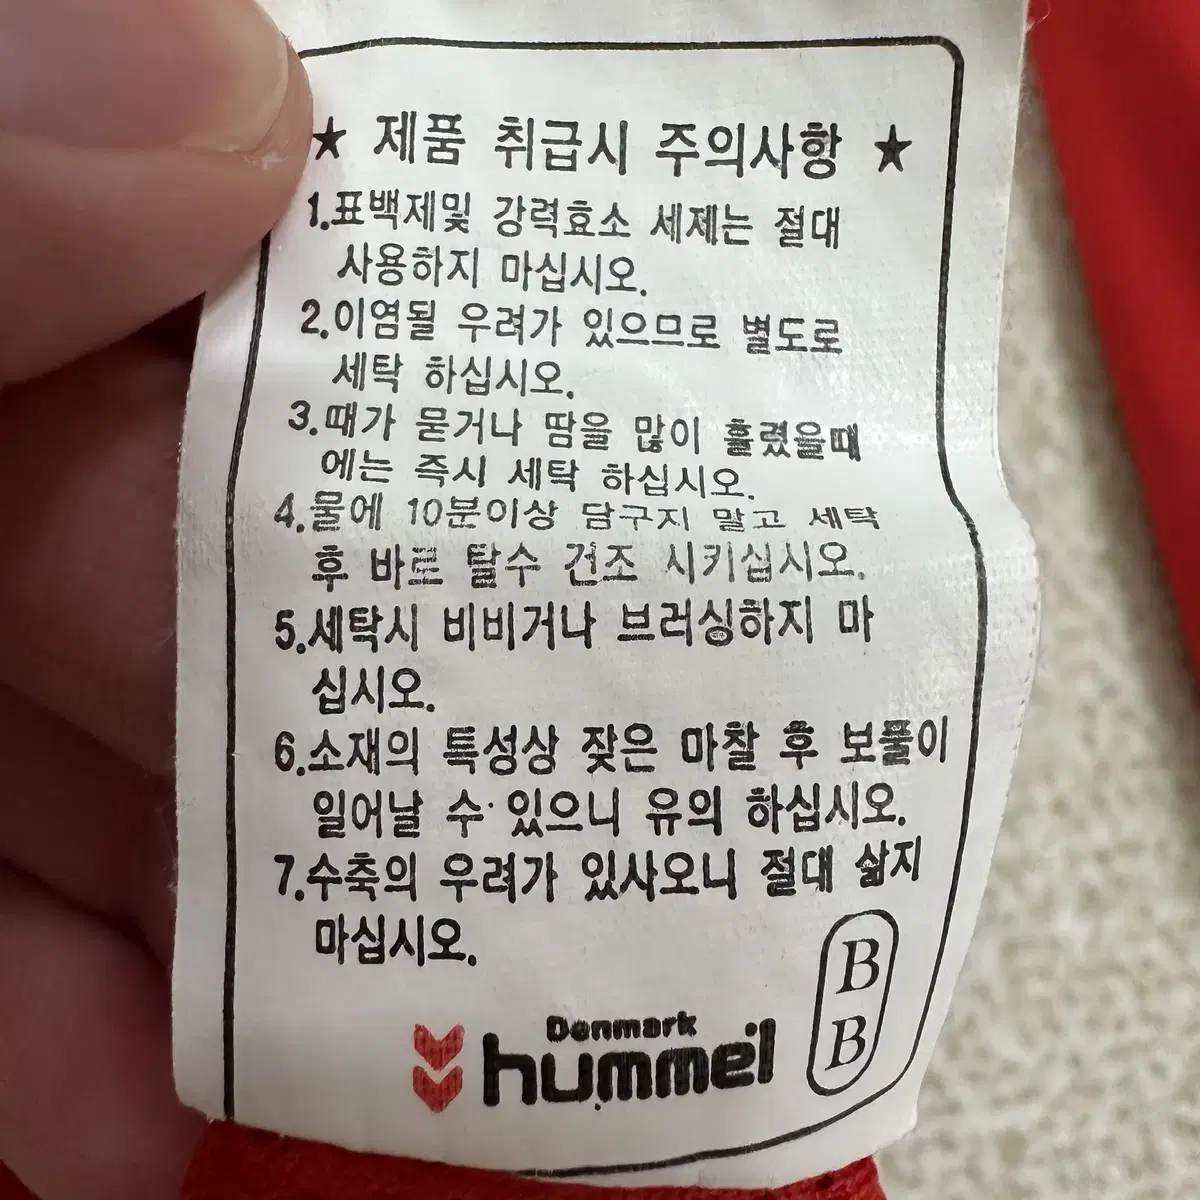 ★ 제품 취급시 주의사항 ★
1.표백제및 강력효소 세제는 절대
사용하지 마십시오.
2.이염될 우려가 있으므로 별도로
세탁 하십시오.
3.때가 묻거나 땀을 많이 흘렸을때
에는 즉시 세탁 하십시오.
4.물에 10분이상 담구지 말고 세탁
후 바로 탈수 건조 시키십시오.
5.세탁시 비비거나 브러싱하지 마
십시오.
6.소재의 특성상 잦은 마찰 후 보풀이
일어날 수 있으니 유의 하십시오.
7.수축의 우려가 있사오니 절대 삶지
마십시오.
B
B
Denmark
hummel